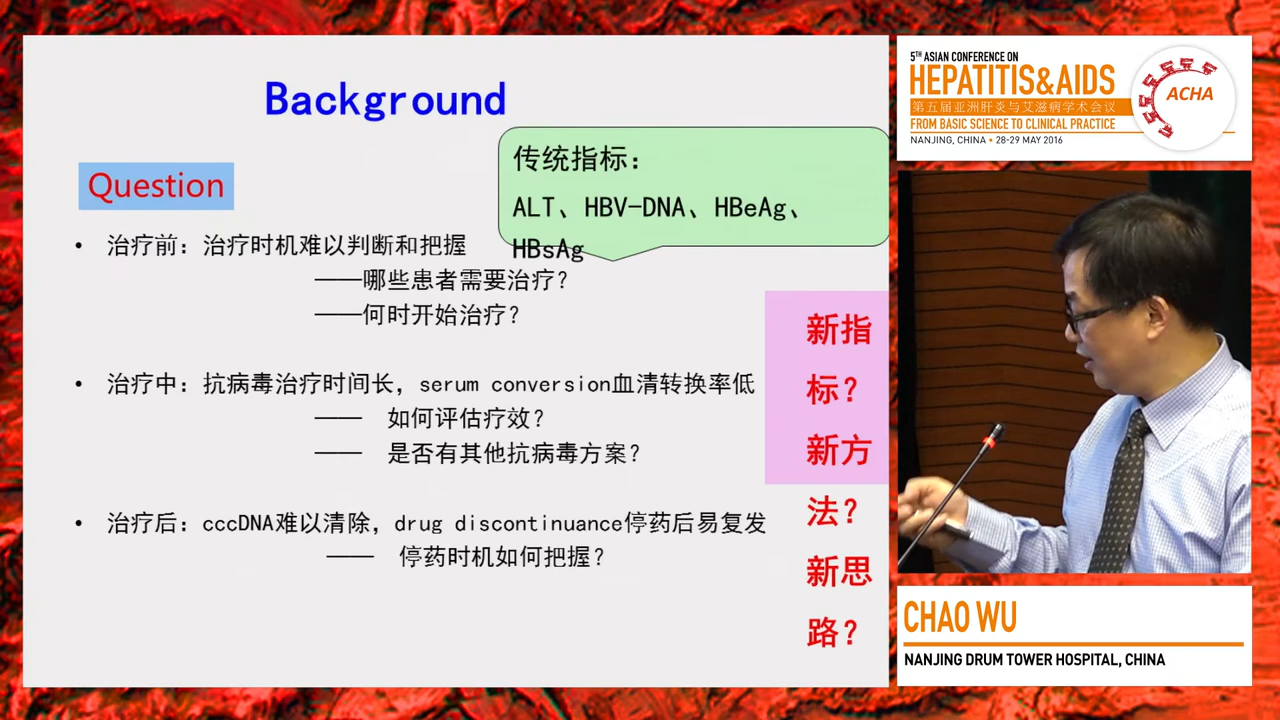 Background
Question
传统指标：
ALT、HBV-DNA、HBeAg、
HBsAg
• 治疗前：治疗时机难以判断和把握
——哪些患者需要治疗？
——何时开始治疗？
• 治疗中：抗病毒治疗时间长，serum conversion血清转换率低
—— 如何评估疗效？
—— 是否有其他抗病毒方案？
• 治疗后：cccDNA难以清除，drug discontinuance停药后易复发
—— 停药时机如何把握？
新指
标？
新方
法？
新思
路？
5TH ASIAN CONFERENCE ON
HEPATITIS&AIDS
第五届亚洲肝炎与艾滋病学术会议
FROM BASIC SCIENCE TO CLINICAL PRACTICE
NANJING, CHINA • 28-29 MAY 2016
ACHA
CHAO WU
NANJING DRUM TOWER HOSPITAL, CHINA